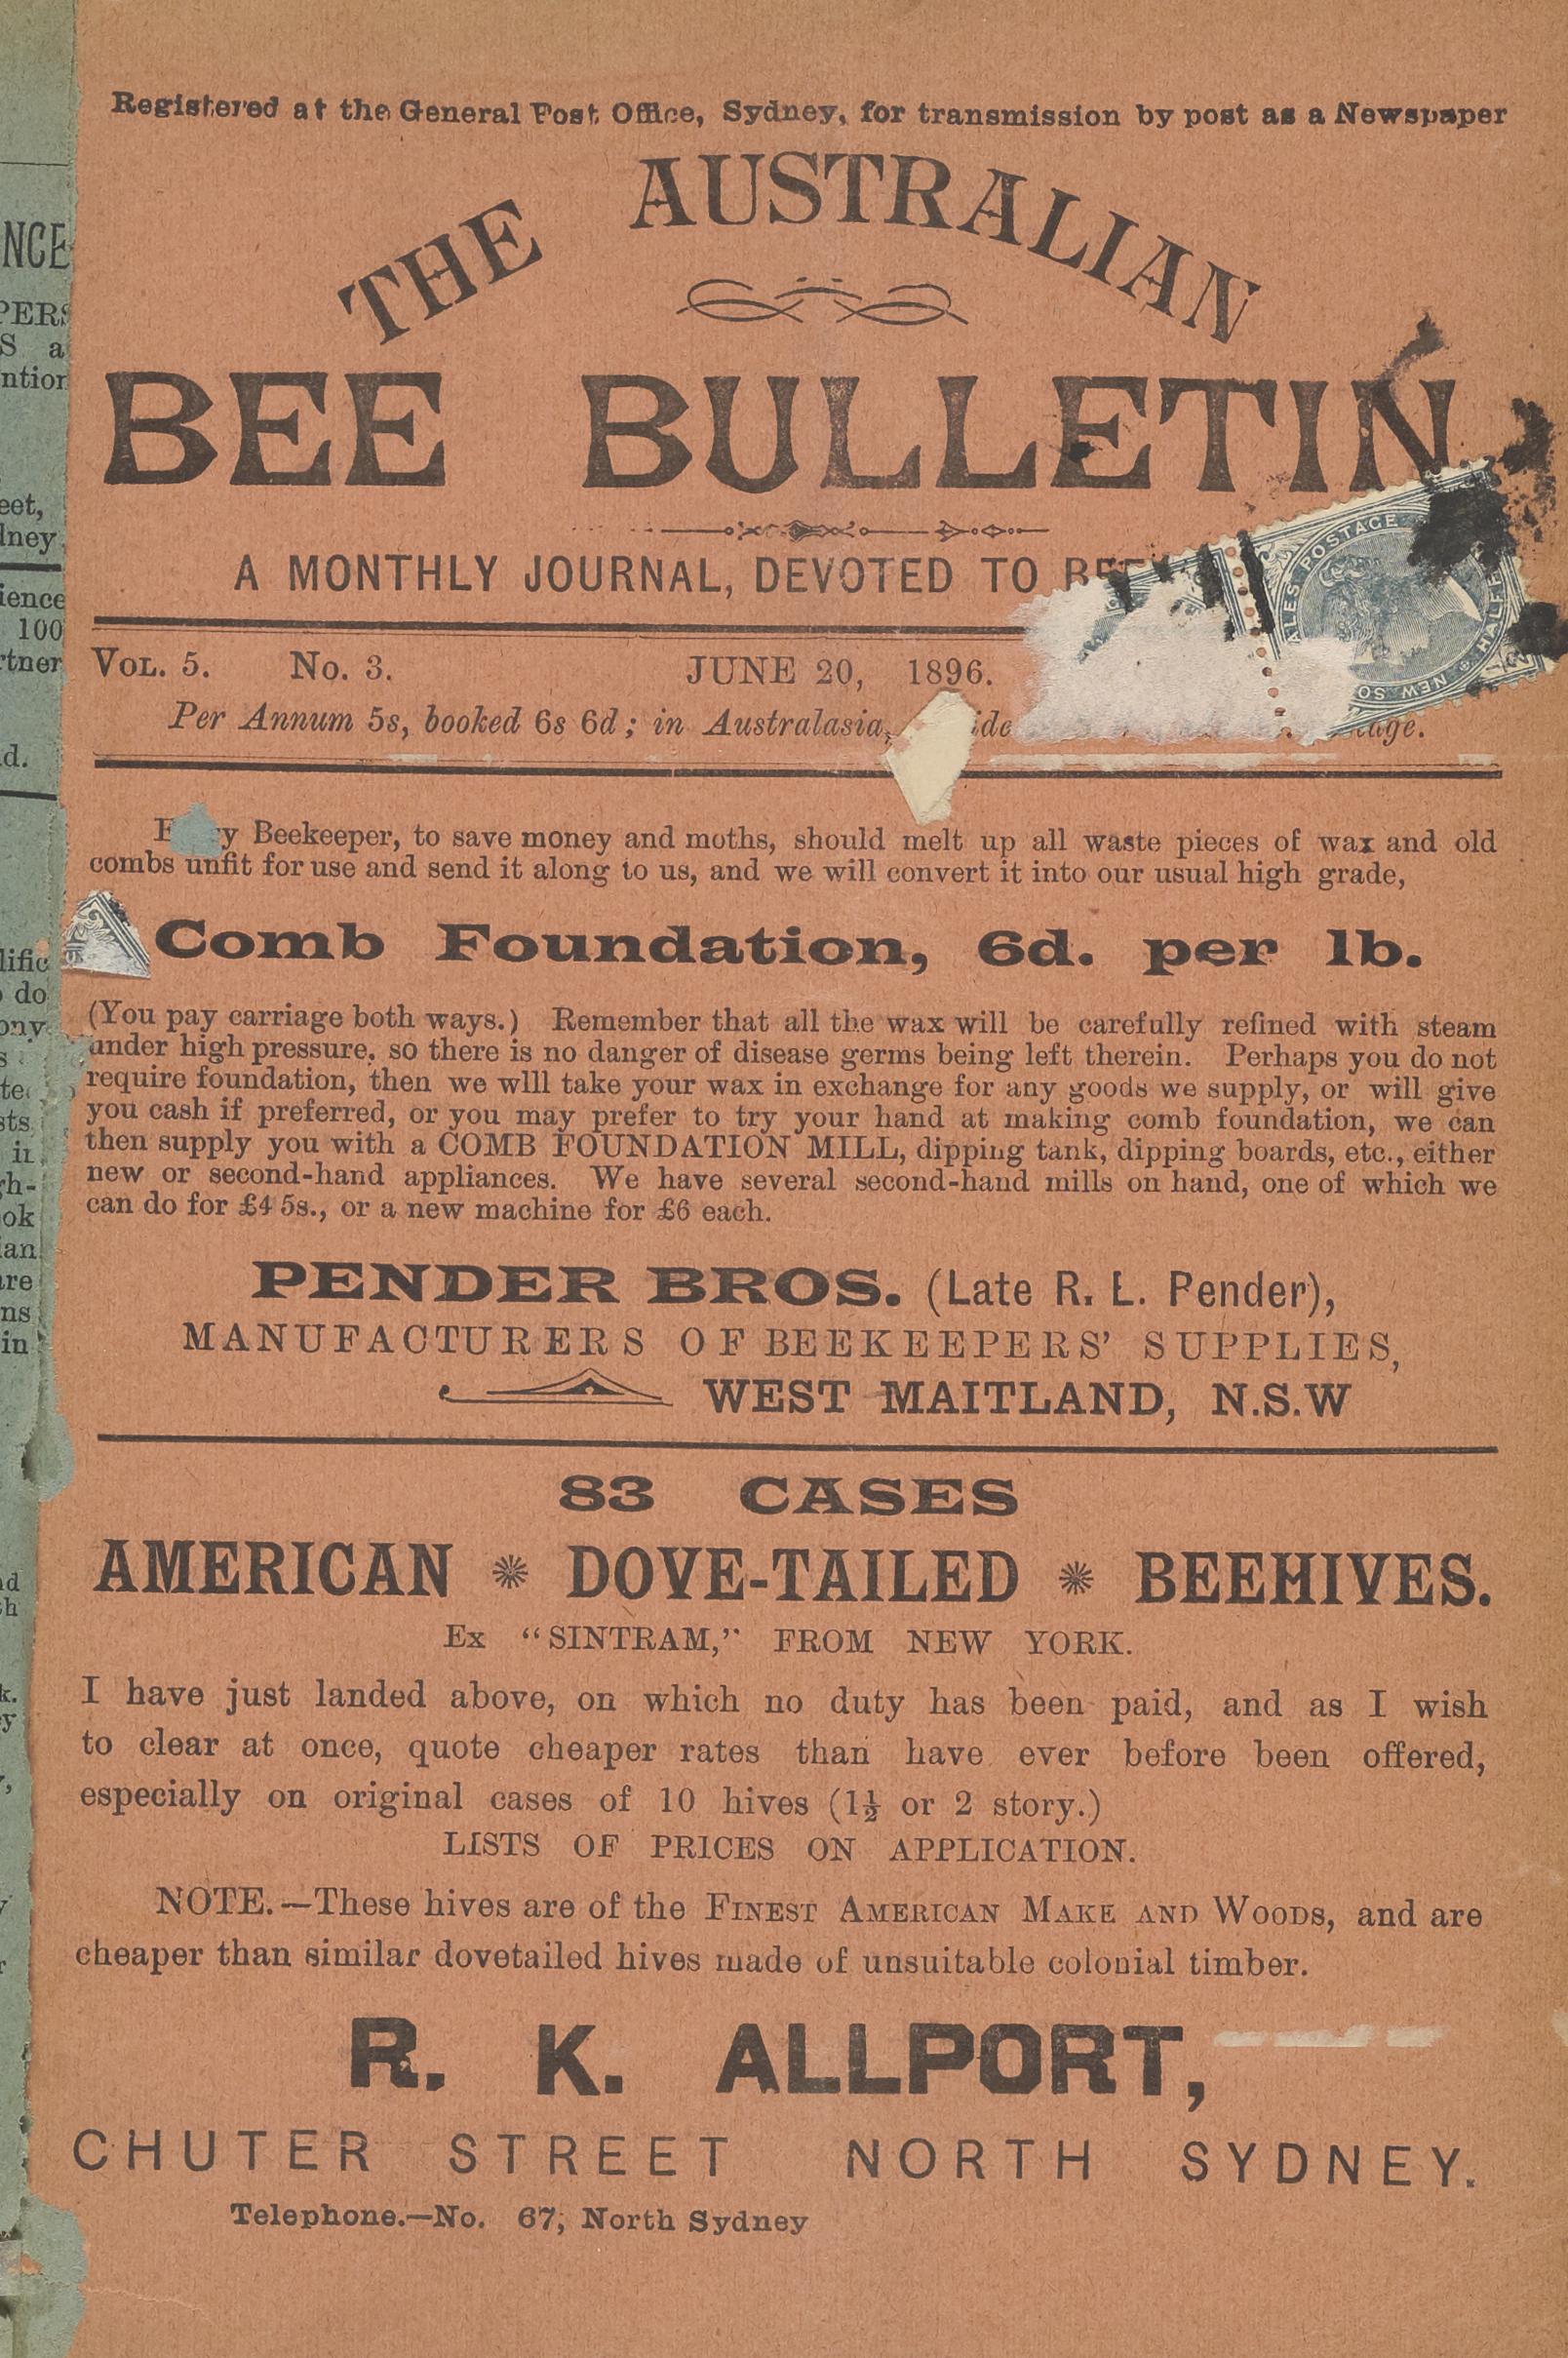 Registered at the General Post Office, Sydney, for transmission by post as a Newspaper
THE AUSTRALIAN
BEE BULLETIN
A MONTHLY JOURNAL, DEVOTED TO
VOL. 5. No. 3. JUNE 20, 1896.
Per Annum 5s, booked 6s 6d; in Australasia,
Beekeeper, to save money and moths, should melt up all waste pieces of wax and old
combs unfit for use and send it along to us, and we will convert it into our usual high grade,
Comb Foundation, 6d. per lb.
(You pay carriage both ways.) Remember that all the wax will be carefully refined with steam
under high pressure, so there is no danger of disease germs being left therein. Perhaps you do not
require foundation, then we wlll take your wax in exchange for any goods we supply, or will give
you cash if preferred, or you may prefer to try your hand at making comb foundation, we can
then supply you with a COMB FOUNDATION MILL, dipping tank, dipping boards, etc., either
new or second-hand appliances. We have several second-hand mills on hand, one of which we
can do for £4 5s., or a new machine for £6 each.
PENDER BROS. (Late R. L. Pender),
MANUFACTURERS OF BEEKEEPERS' SUPPLIES,
WEST MAITLAND, N.S.W
83 CASES
AMERICAN * DOVE-TAILED * BEEHIVES.
Ex "SINTRAM," FROM NEW YORK.
I have just landed above, on which no duty has been paid, and as I wish
to clear at once, quote cheaper rates than have ever before been offered,
especially on original cases of 10 hives (1½ or 2 story.)
LISTS OF PRICES ON APPLICATION.
NOTE.—These hives are of the FINEST AMERICAN MAKE AND WOODS, and are
cheaper than similar dovetailed hives made of unsuitable colonial timber.
R. K. ALLPORT,
CHUTER STREET NORTH SYDNEY.
Telephone.—No. 67, North Sydney
POSTAGE
NEW
HALF